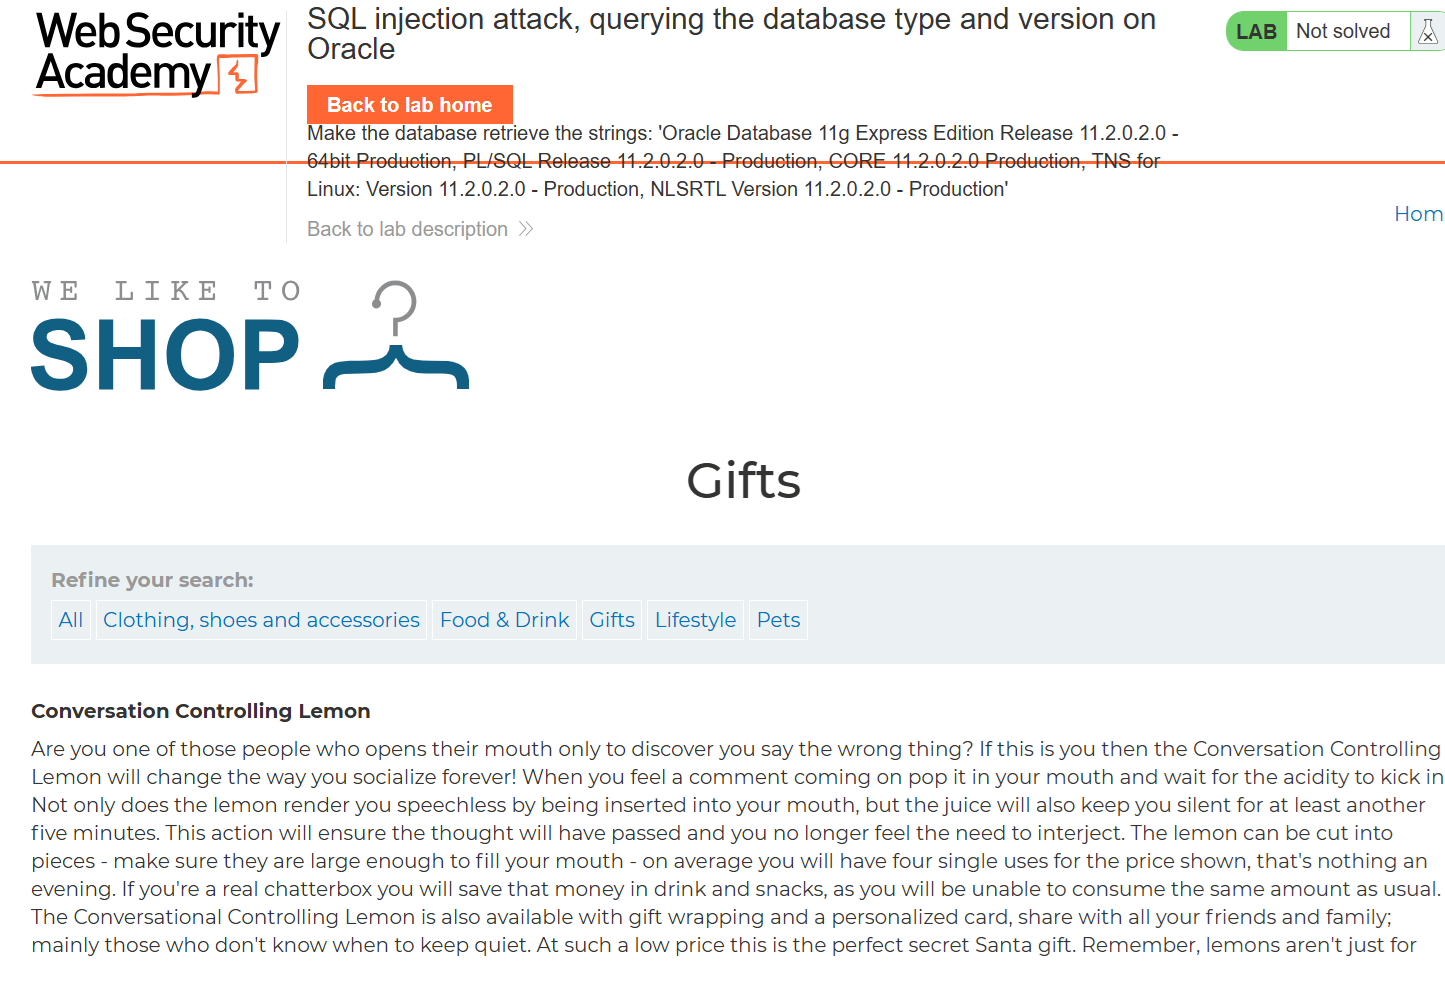 Web Security
Academy
SQL injection attack, querying the database type and version on
Oracle
LAB
Not solved
Back to lab home
Make the database retrieve the strings: 'Oracle Database 11g Express Edition Release 11.2.0.2.0 -
64bit Production, PL/SQL Release 11.2.0.2.0 - Production, CORE 11.2.0.2.0 Production, TNS for
Linux: Version 11.2.0.2.0 - Production, NLSRTL Version 11.2.0.2.0 - Production'
Hom
Back to lab description
WE LIKE TO
SHOP
Gifts
Refine your search:
All
Clothing, shoes and accessories
Food & Drink
Gifts
Lifestyle
Pets
Conversation Controlling Lemon
Are you one of those people who opens their mouth only to discover you say the wrong thing? If this is you then the Conversation Controlling
Lemon will change the way you socialize forever! When you feel a comment coming on pop it in your mouth and wait for the acidity to kick in
Not only does the lemon render you speechless by being inserted into your mouth, but the juice will also keep you silent for at least another
five minutes. This action will ensure the thought will have passed and you no longer feel the need to interject. The lemon can be cut into
pieces - make sure they are large enough to fill your mouth - on average you will have four single uses for the price shown, that's nothing an
evening. If you're a real chatterbox you will save that money in drink and snacks, as you will be unable to consume the same amount as usual.
The Conversational Controlling Lemon is also available with gift wrapping and a personalized card, share with all your friends and family;
mainly those who don't know when to keep quiet. At such a low price this is the perfect secret Santa gift. Remember, lemons aren't just for